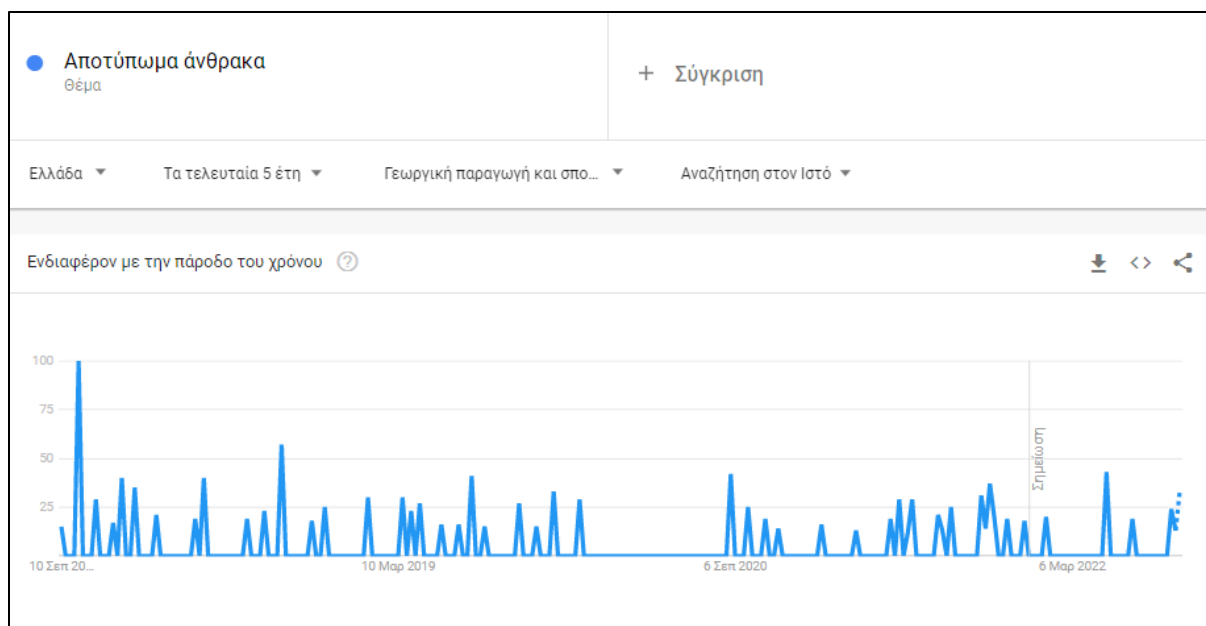 Αποτύπωμα άνθρακα
Θέμα
+ Σύγκριση
Ελλάδα
Τα τελευταία 5 έτη
Γεωργική παραγωγή και σπο...
Αναζήτηση στον Ιστό
Ενδιαφέρον με την πάροδο του χρόνου
100
75
50
25
Σημείωση
10 Σεπ 20...
10 Μαρ 2019
6 Σεπ 2020
6 Μαρ 2022